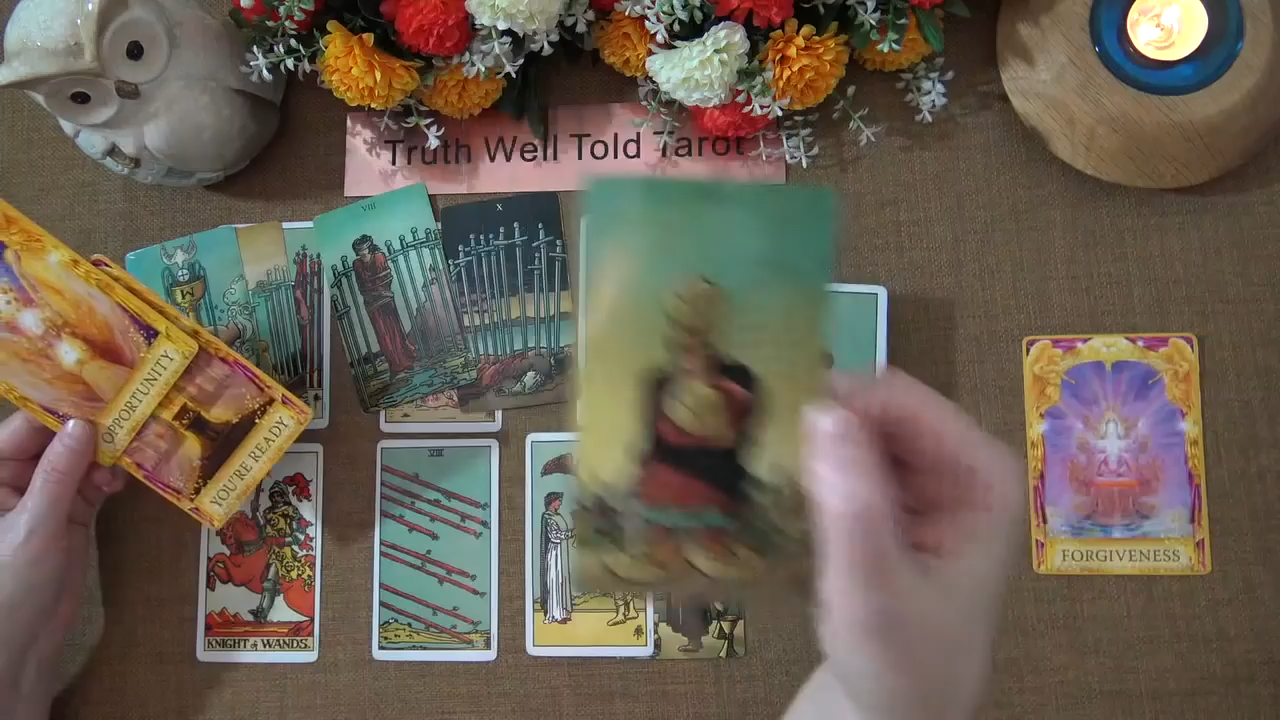 Truth Well Told Tarot
VIII
X
OPPORTUNITY
YOU'RE READY
VIII
FORGIVENESS
KNIGHT of WANDS.